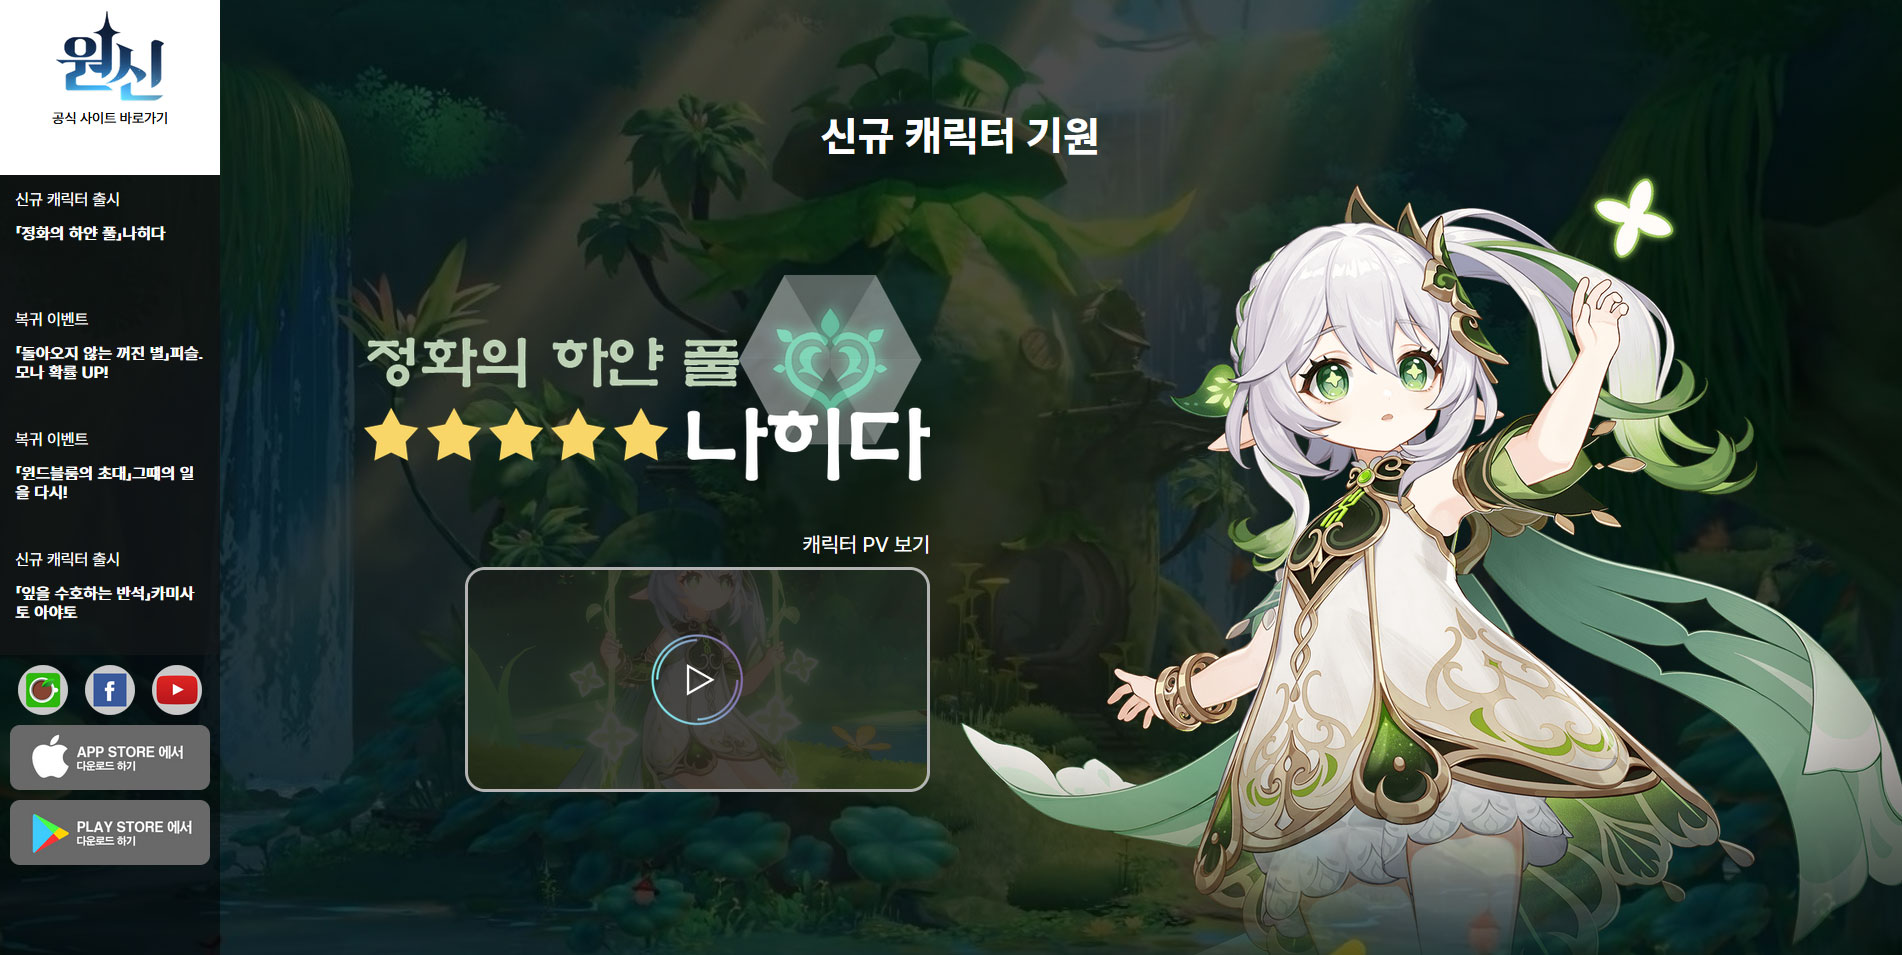 원신
공식 사이트 바로가기
신규 캐릭터 출시
「정화의 하얀 풀」나히다
복귀 이벤트
「돌아오지 않는 꺼진 별」피슬.
모나 확률 UP!
복귀 이벤트
「윈드블룸의 초대」그때의 일
을 다시!
신규 캐릭터 출시
「잎을 수호하는 반석」카미사
토 아야토
f
APP STORE 에서
다운로드 하기
PLAY STORE 에서
다운로드 하기
신규 캐릭터 기원
정화의 하얀 풀
나히다
캐릭터 PV 보기